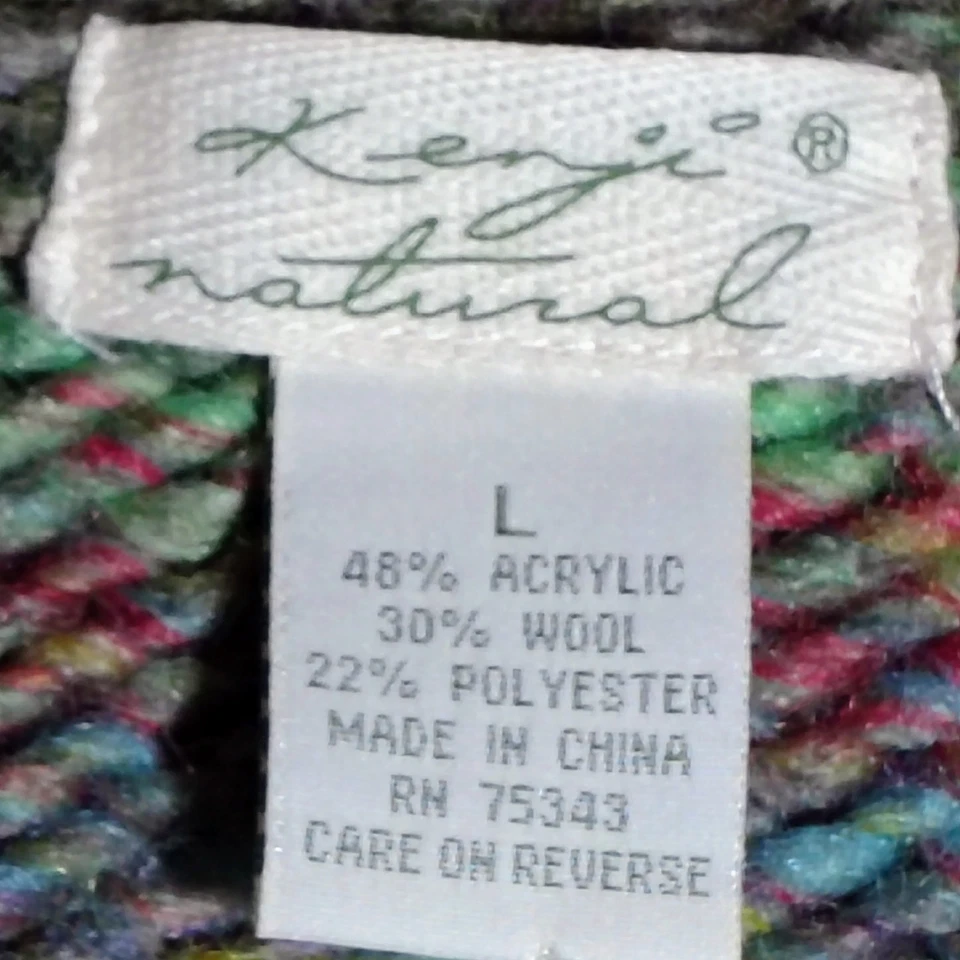 Kenji®
natural
L
48% ACRYLIC
30% WOOL
22% POLYESTER
MADE IN CHINA
RN 75343
CARE ON REVERSE